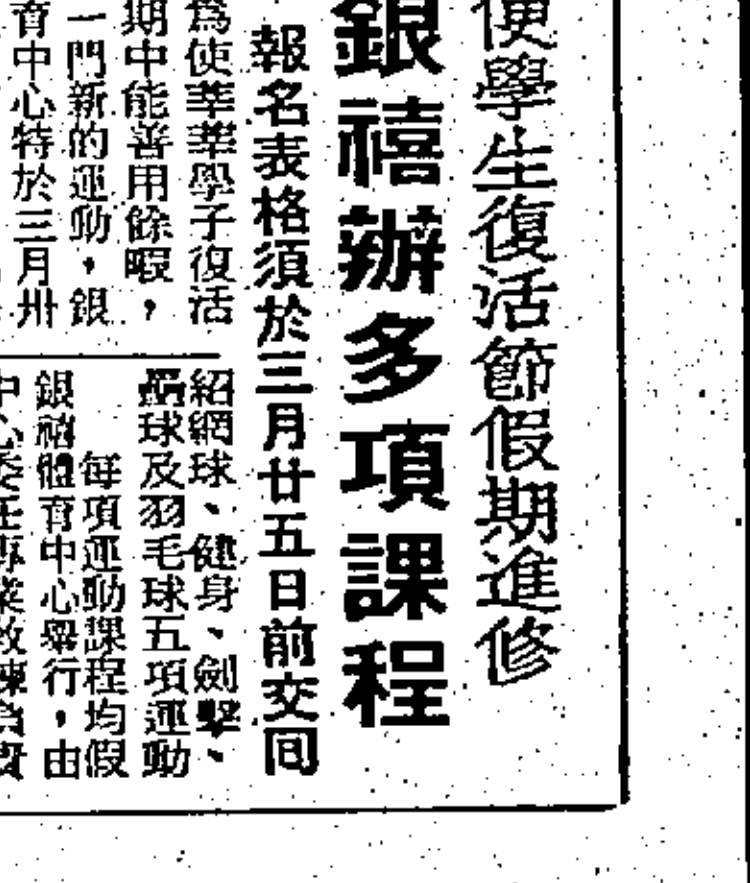 便學生復活節假期進修
銀禧辦多項課程
報名表格須於三月廿五日前交回
為使莘莘學子復活
期中能善用餘暇，
一門新的運動，銀
育中心特於三月卅
紹網球、健身、劍擊、
壁球及羽毛球五項運動
每項運動課程均假
銀禧體育中心舉行，由
中心委任專業教練負責